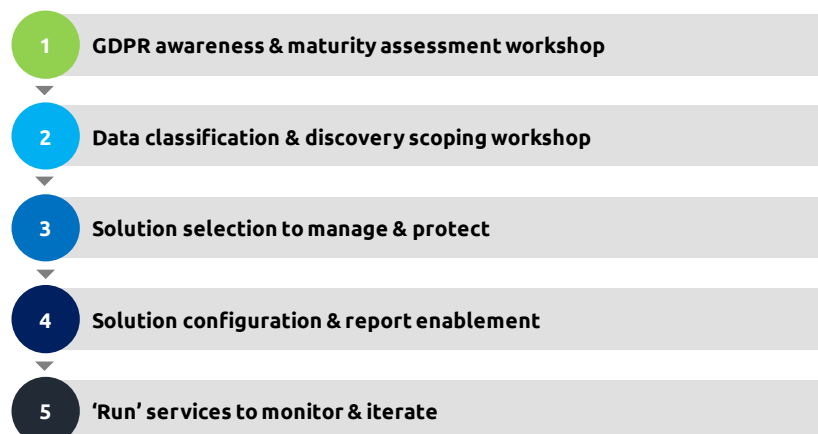 1 GDPR awareness & maturity assessment workshop
2 Data classification & discovery scoping workshop
3 Solution selection to manage & protect
4 Solution configuration & report enablement
5 ‘Run’ services to monitor & iterate